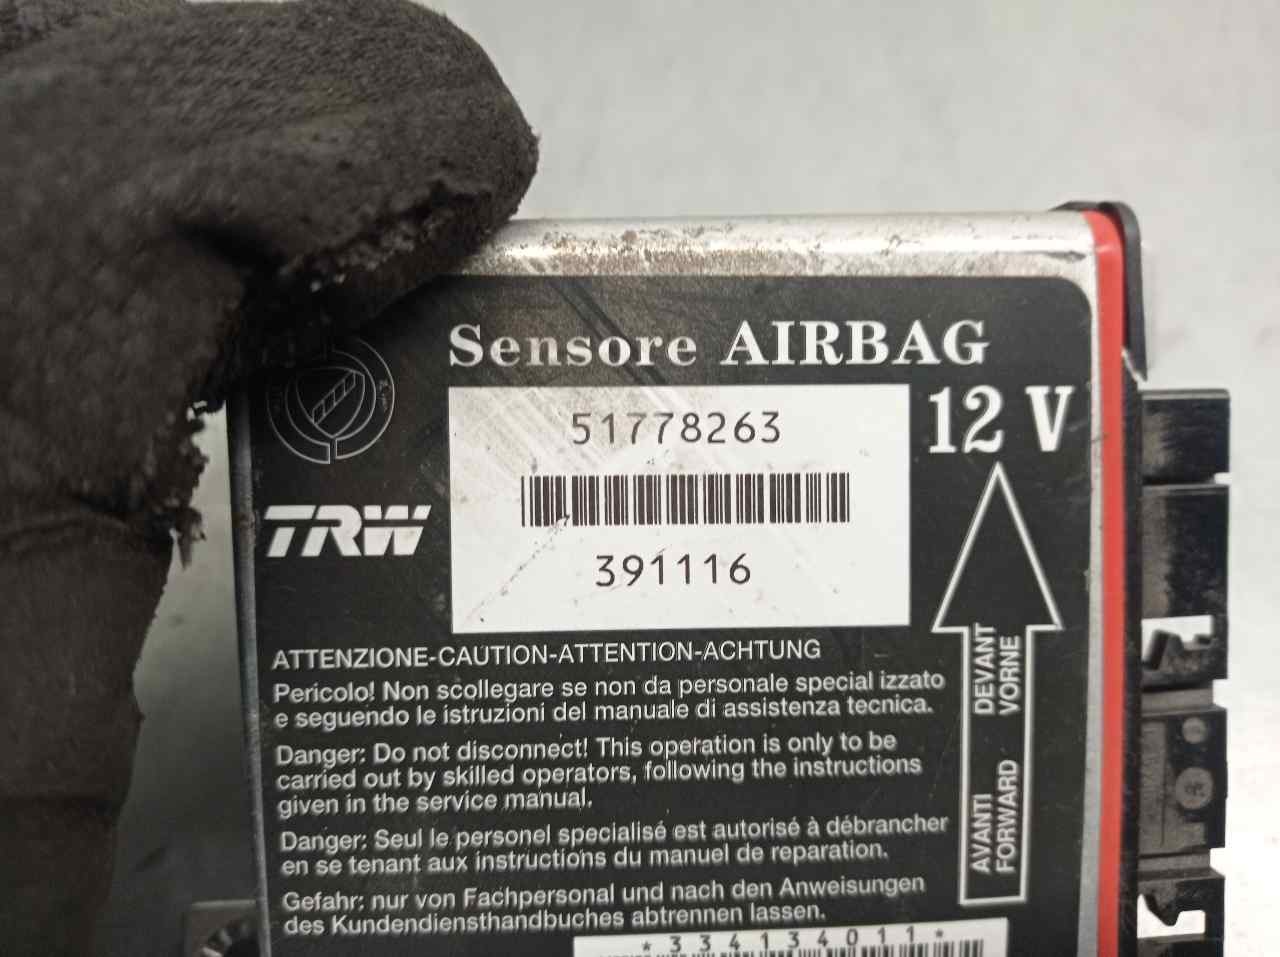 Sensore AIRBAG
51778263
12 V
TRW
391116
ATTENZIONE-CAUTION-ATTENTION-ACHTUNG
Pericolo! Non scollegare se non da personale special izzato
e seguendo le istruzioni del manuale di assistenza tecnica.
Danger: Do not disconnect! This operation is only to be
carried out by skilled operators, following the instructions
given in the service manual.
Danger: Seul le personel specialisé est autorisé à débrancher
en se tenant aux instructions du manuel de reparation.
Gefahr: nur von Fachpersonal und nach den Anweisungen
des Kundendiensthandbuches abtrennen lassen.
AVANTI DEVANT
FORWARD VORNE
*334134011*